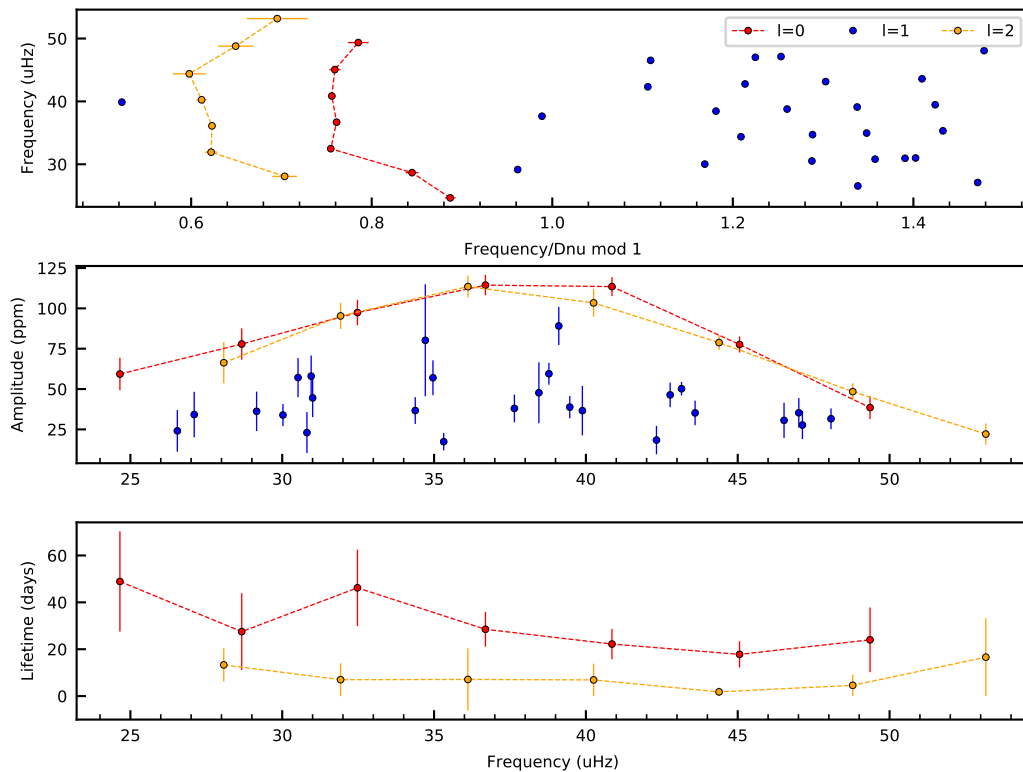 50
40
30
Frequency (uHz)
l=0 l=1 l=2
0.6 0.8 1.0 1.2 1.4
Frequency/Dnu mod 1
125
100
75
50
25
Amplitude (ppm)
25 30 35 40 45 50
60
40
20
0
Lifetime (days)
25 30 35 40 45 50
Frequency (uHz)